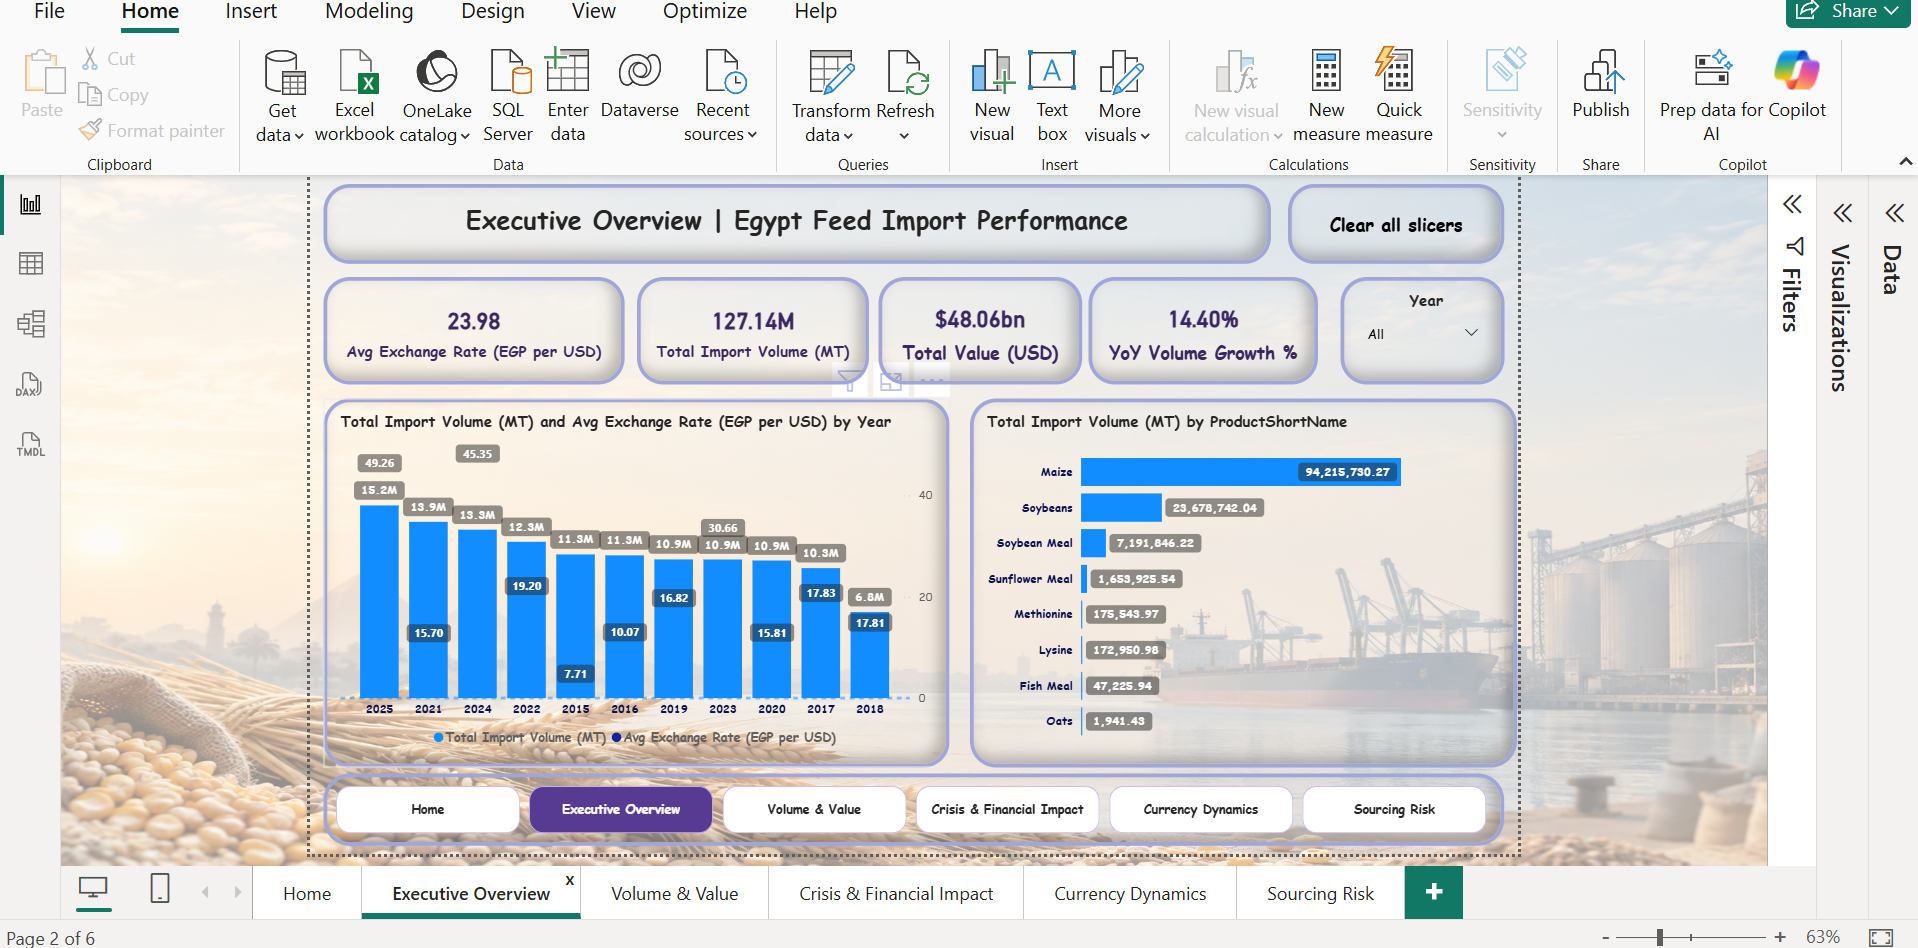 File Home Insert Modeling Design View Optimize Help
Share
Paste
Cut
Copy
Format painter
Clipboard
Get data
Excel workbook
OneLake catalog
SQL Server
Enter data
Dataverse
Recent sources
Data
Transform data
Refresh
Queries
New visual
Text box
More visuals
Insert
New visual calculation
New measure
Quick measure
Calculations
Sensitivity
Sensitivity
Publish
Share
Prep data for AI
Copilot
Copilot
DAX
TMDL
Executive Overview | Egypt Feed Import Performance
Clear all slicers
23.98
Avg Exchange Rate (EGP per USD)
127.14M
Total Import Volume (MT)
$48.06bn
Total Value (USD)
14.40%
YoY Volume Growth %
Year
All
Total Import Volume (MT) and Avg Exchange Rate (EGP per USD) by Year
49.26 45.35
15.2M 13.9M 13.3M 12.3M 11.3M 11.3M 10.9M 10.9M 10.9M 10.3M 6.8M
30.66
19.20 16.82 17.83 17.81
15.70 10.07 15.81
7.71
40
20
0
2025 2021 2024 2022 2015 2016 2019 2023 2020 2017 2018
Total Import Volume (MT) Avg Exchange Rate (EGP per USD)
Total Import Volume (MT) by ProductShortName
Maize 94,215,730.27
Soybeans 23,678,742.04
Soybean Meal 7,191,846.22
Sunflower Meal 1,653,925.54
Methionine 175,543.97
Lysine 172,950.98
Fish Meal 47,225.94
Oats 1,941.43
Home Executive Overview Volume & Value Crisis & Financial Impact Currency Dynamics Sourcing Risk
Filters
Visualizations
Data
Home Executive Overview x Volume & Value Crisis & Financial Impact Currency Dynamics Sourcing Risk +
Page 2 of 6
- + 63%